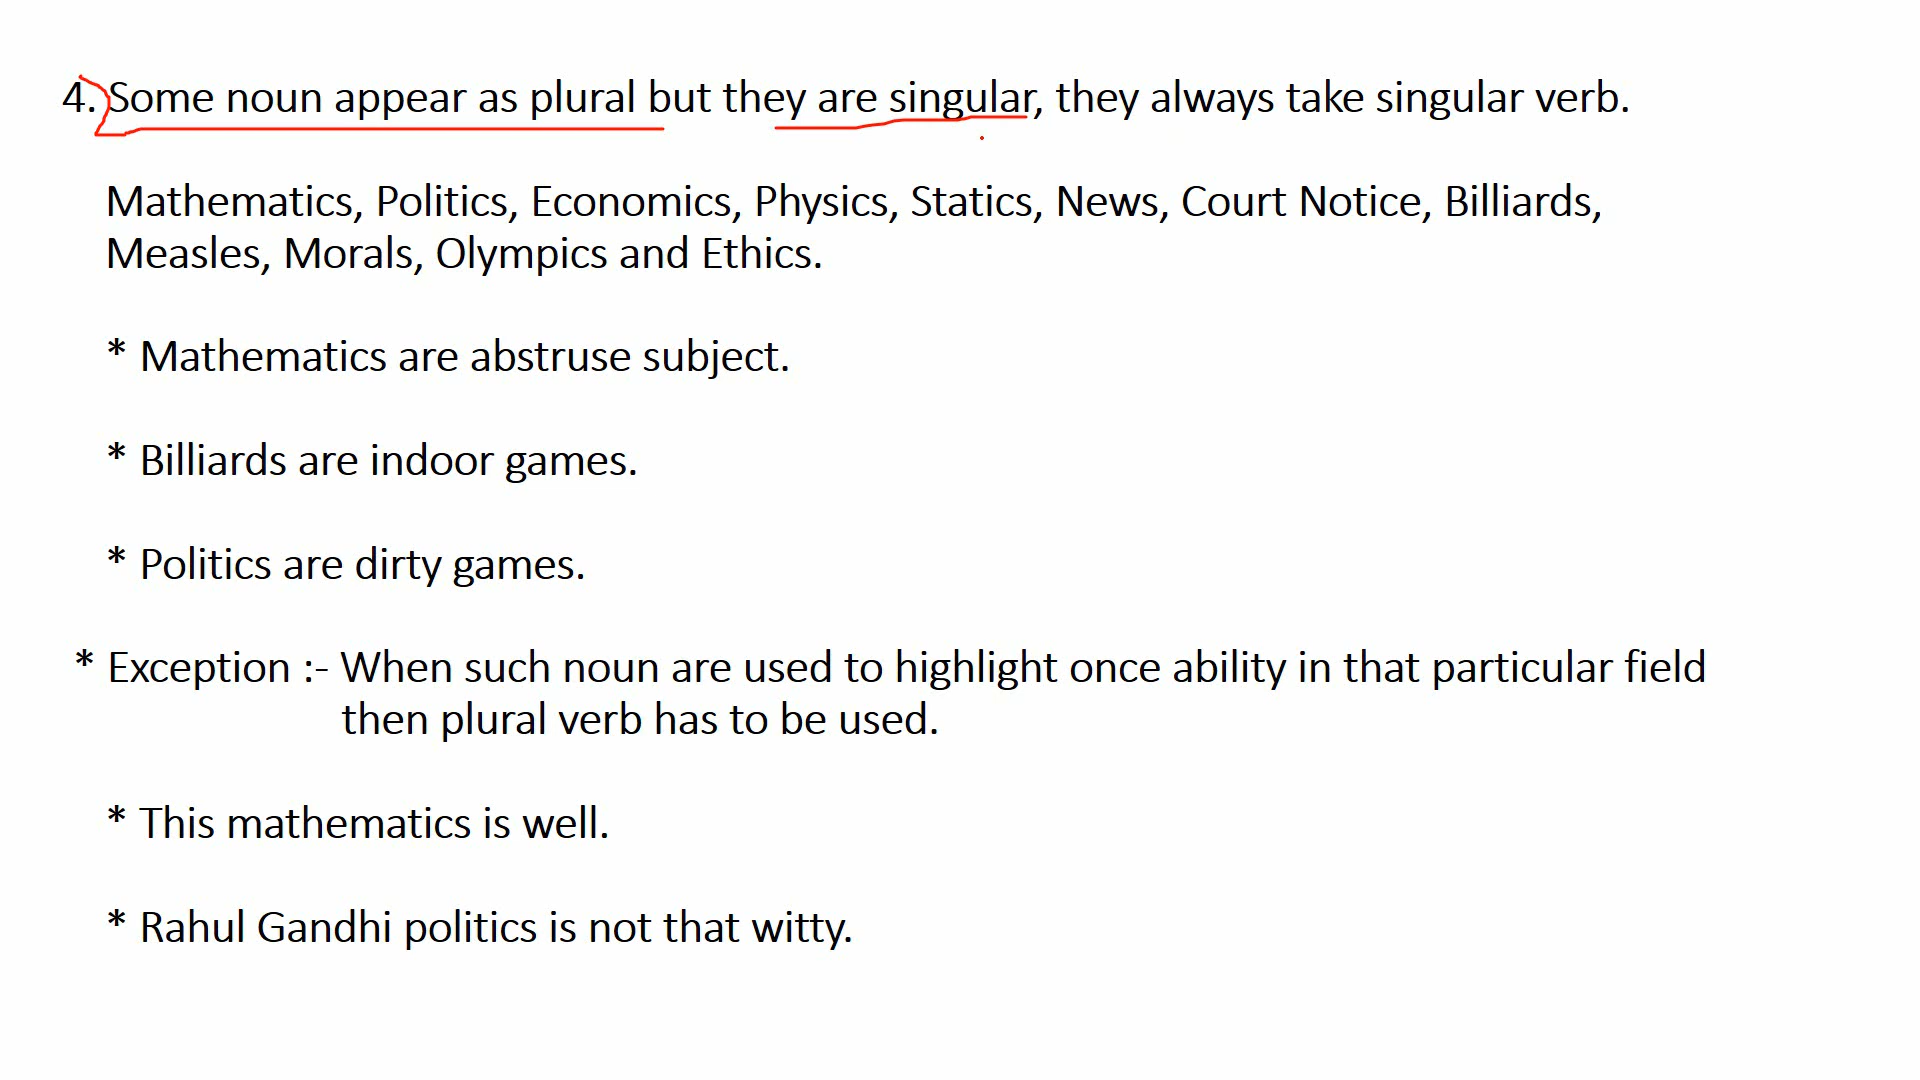 4. Some noun appear as plural but they are singular, they always take singular verb.
Mathematics, Politics, Economics, Physics, Statics, News, Court Notice, Billiards,
Measles, Morals, Olympics and Ethics.
* Mathematics are abstruse subject.
* Billiards are indoor games.
* Politics are dirty games.
* Exception :- When such noun are used to highlight once ability in that particular field
then plural verb has to be used.
* This mathematics is well.
* Rahul Gandhi politics is not that witty.